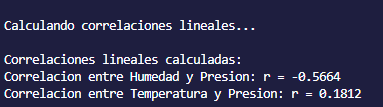 Calculando correlaciones lineales...
Correlaciones lineales calculadas:
Correlacion entre Humedad y Presion: r = -0.5664
Correlacion entre Temperatura y Presion: r = 0.1812